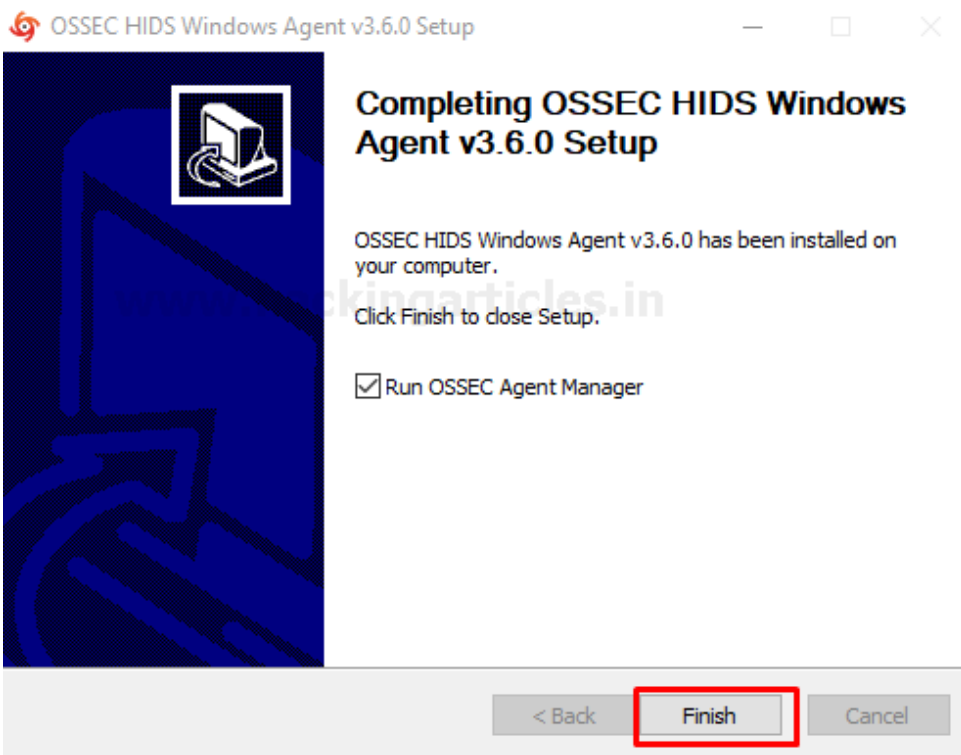 OSSEC HIDS Windows Agent v3.6.0 Setup
Completing OSSEC HIDS Windows
Agent v3.6.0 Setup
OSSEC HIDS Windows Agent v3.6.0 has been installed on
your computer.
Click Finish to close Setup.
Run OSSEC Agent Manager
< Back
Finish
Cancel